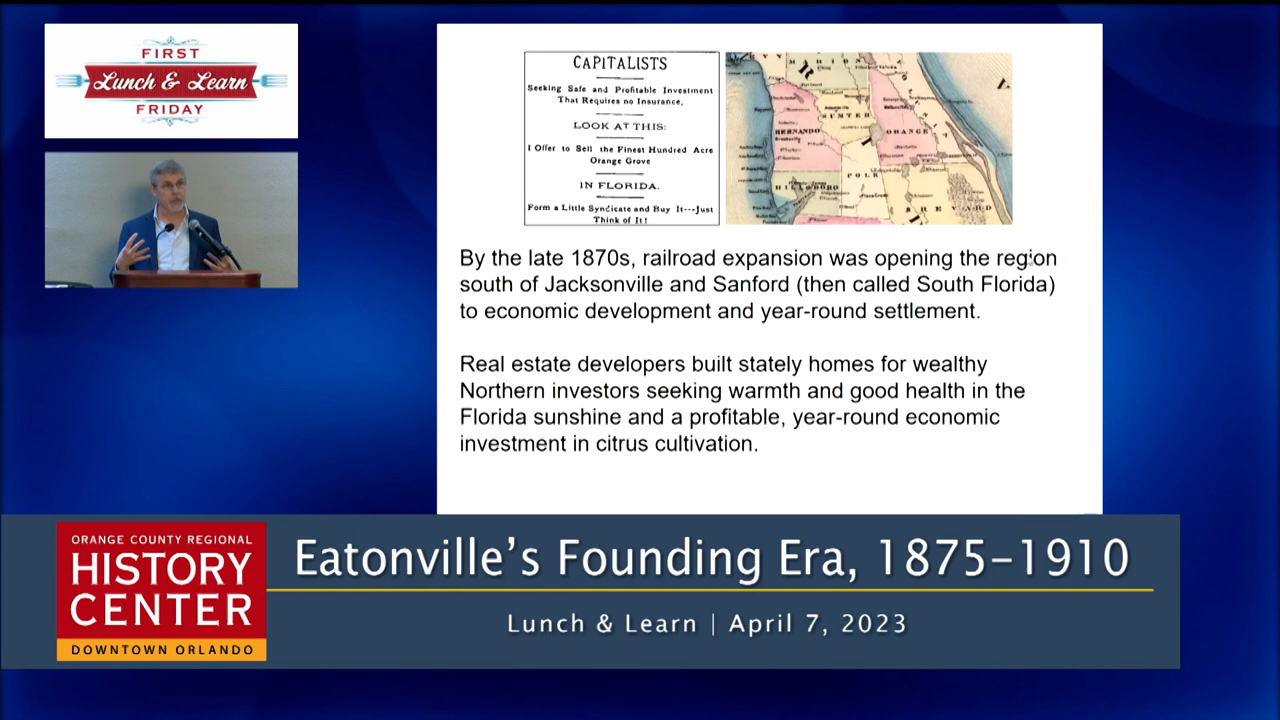 FIRST
Lunch & Learn
FRIDAY
CAPITALISTS
Seeking Safe and Profitable Investment
That Requires no Insurance,
LOOK AT THIS:
I Offer to Sell the Finest Hundred Acre
Orange Grove
IN FLORIDA.
Form a Little Syndicate and Buy It---Just
Think of It!
MARION
SUMTER
HERNANDO
ORANGE
POLK
HILLSBORO
BREVARD
By the late 1870s, railroad expansion was opening the region
south of Jacksonville and Sanford (then called South Florida)
to economic development and year-round settlement.
Real estate developers built stately homes for wealthy
Northern investors seeking warmth and good health in the
Florida sunshine and a profitable, year-round economic
investment in citrus cultivation.
ORANGE COUNTY REGIONAL
HISTORY
CENTER
DOWNTOWN ORLANDO
Eatonville’s Founding Era, 1875–1910
Lunch & Learn | April 7, 2023